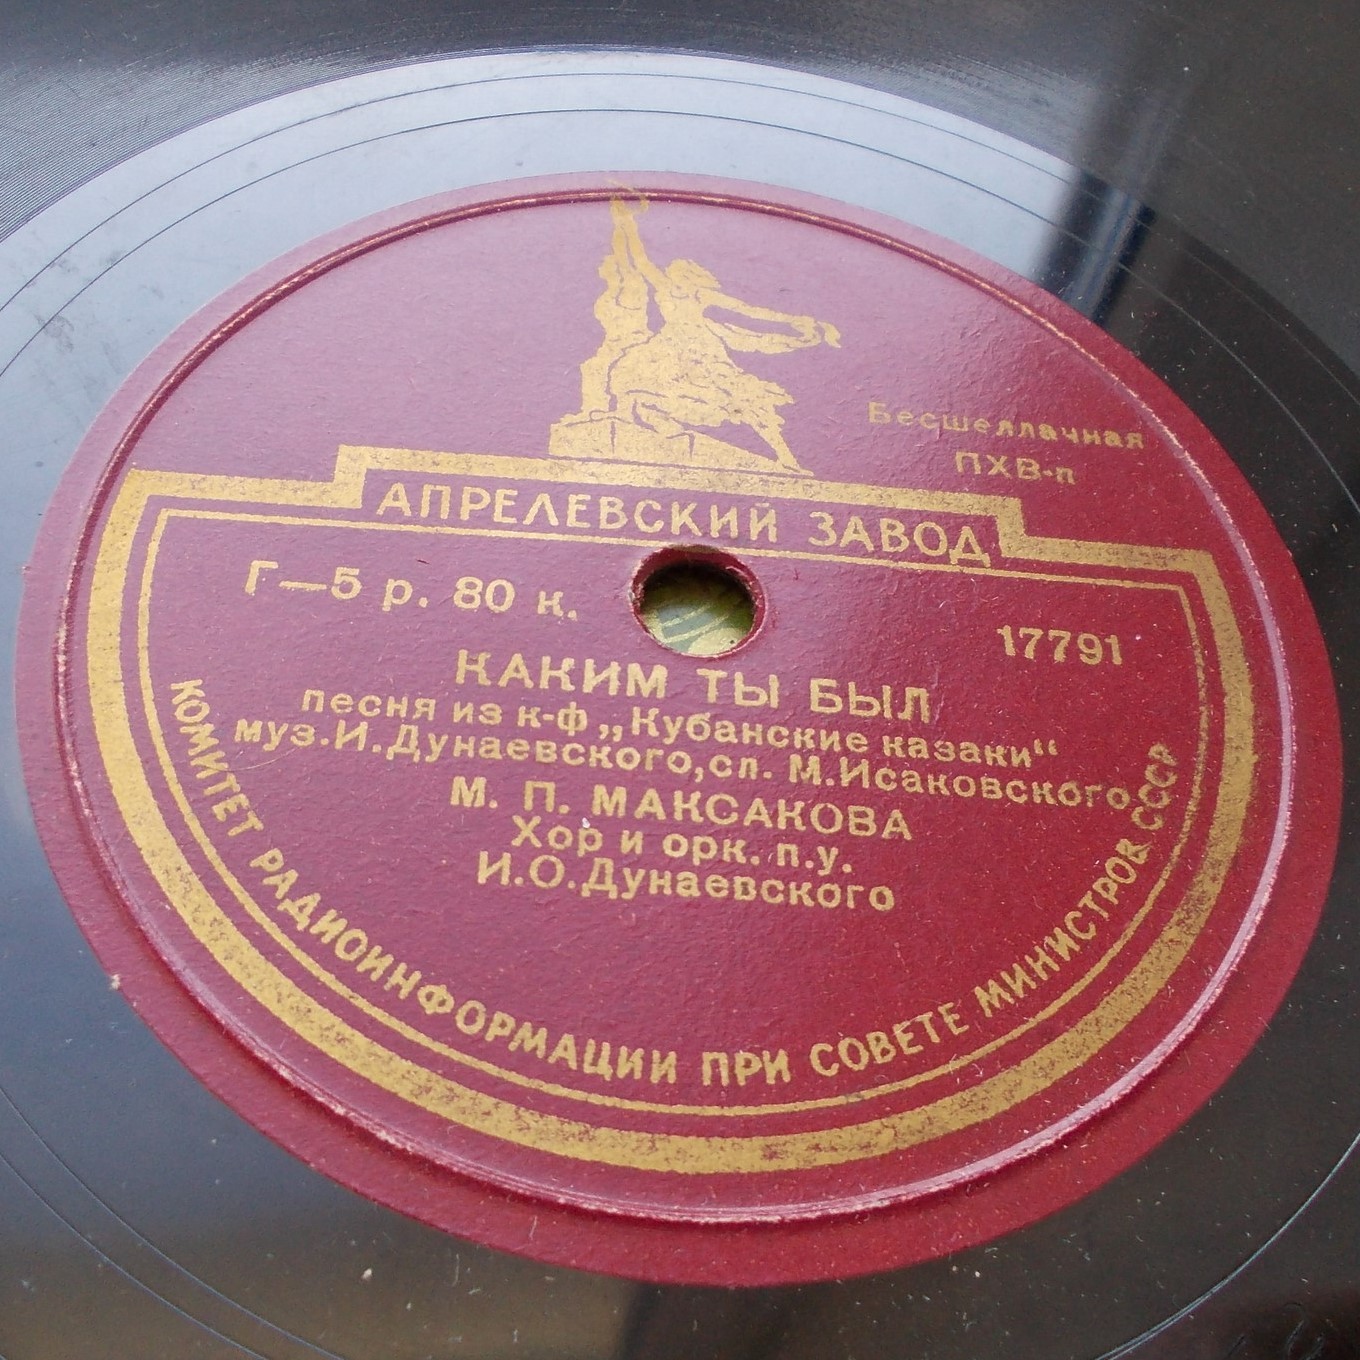 Бесшеллачная
ПХВ-п
АПРЕЛЕВСКИЙ ЗАВОД
Г—5 р. 80 к.
17791
КАКИМ ТЫ БЫЛ
песня из к-ф „Кубанские казаки“
муз.И.Дунаевского,сл. М.Исаковского
М. П. МАКСАКОВА
Хор и орк. п.у.
И.О.Дунаевского
КОМИТЕТ РАДИОИНФОРМАЦИИ ПРИ СОВЕТЕ МИНИСТРОВ СССР